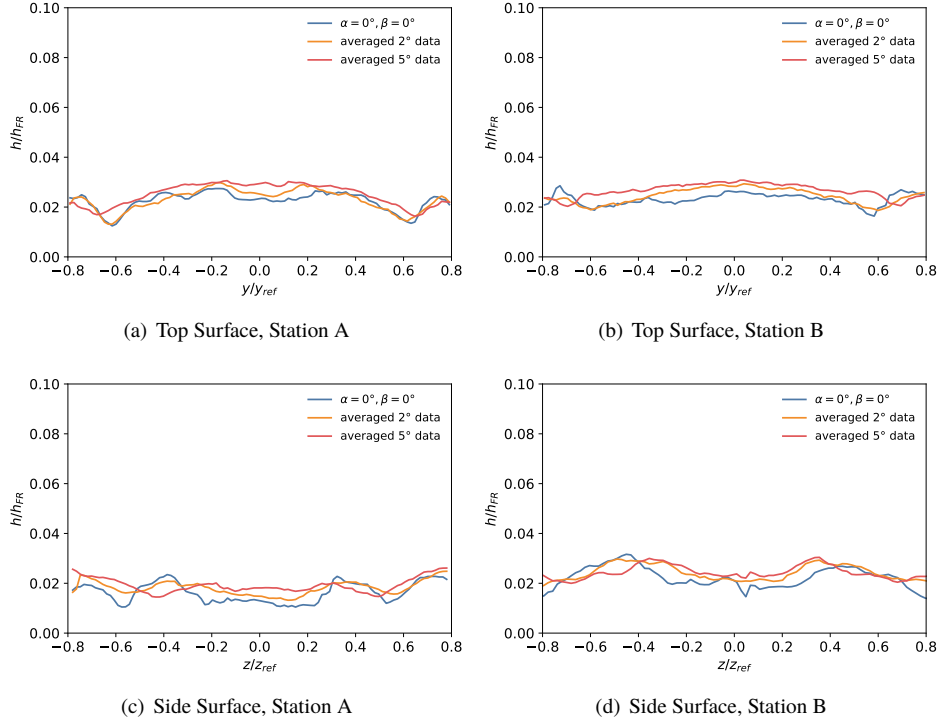 0.10
0.08
0.06
0.04
0.02
0.00
h/h_FR
α = 0°, β = 0°
averaged 2° data
averaged 5° data
−0.8 −0.6 −0.4 −0.2 0.0 0.2 0.4 0.6 0.8
y/y_ref
(a) Top Surface, Station A
0.10
0.08
0.06
0.04
0.02
0.00
h/h_FR
α = 0°, β = 0°
averaged 2° data
averaged 5° data
−0.8 −0.6 −0.4 −0.2 0.0 0.2 0.4 0.6 0.8
y/y_ref
(b) Top Surface, Station B
0.10
0.08
0.06
0.04
0.02
0.00
h/h_FR
α = 0°, β = 0°
averaged 2° data
averaged 5° data
−0.8 −0.6 −0.4 −0.2 0.0 0.2 0.4 0.6 0.8
z/z_ref
(c) Side Surface, Station A
0.10
0.08
0.06
0.04
0.02
0.00
h/h_FR
α = 0°, β = 0°
averaged 2° data
averaged 5° data
−0.8 −0.6 −0.4 −0.2 0.0 0.2 0.4 0.6 0.8
z/z_ref
(d) Side Surface, Station B